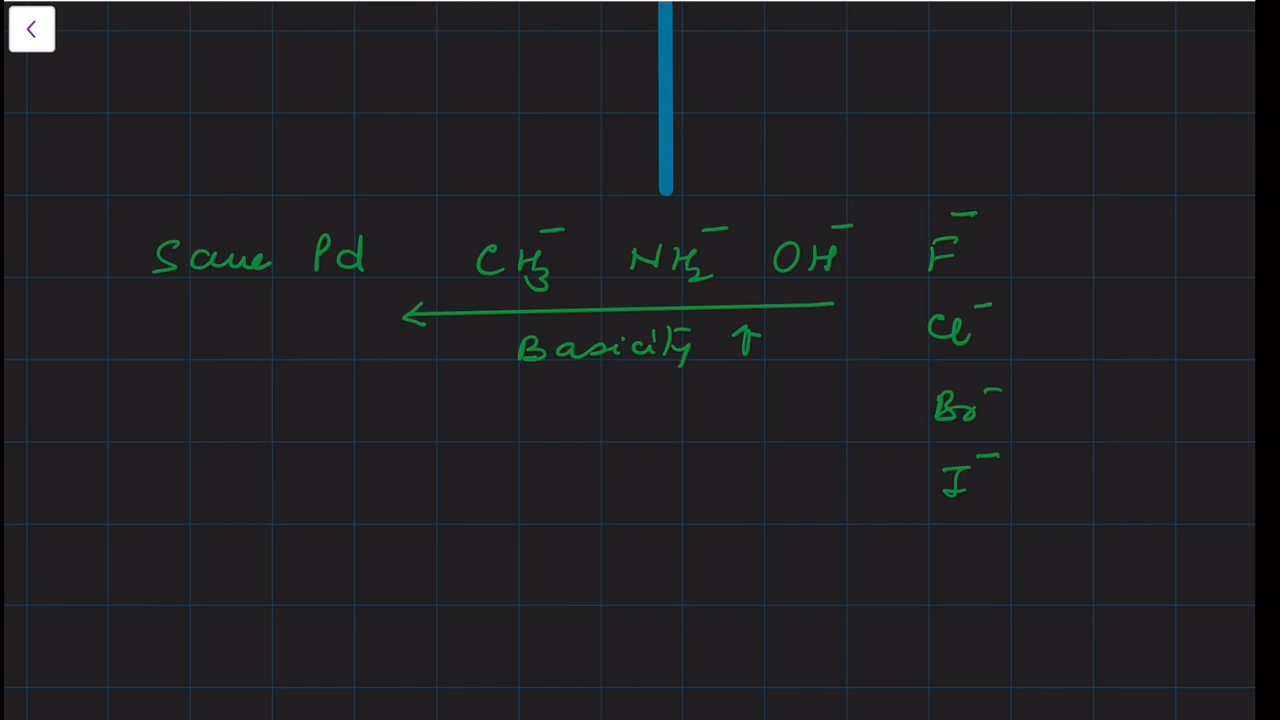 Same Pd CH₃⁻ NH₂⁻ OH⁻ F⁻
Cl⁻
Basicity ↑
Br⁻
I⁻